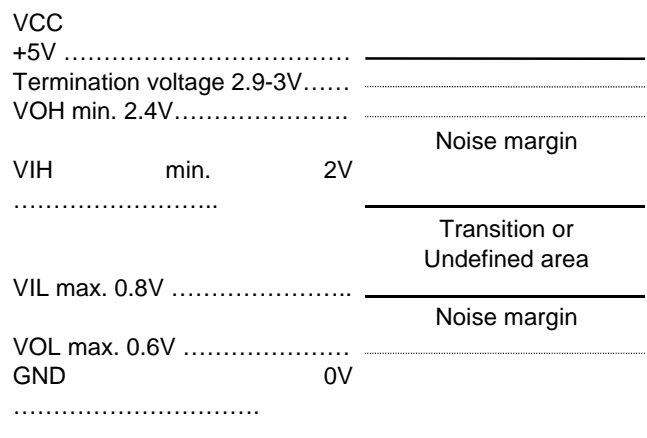 VCC
+5V ………………………………
Termination voltage 2.9-3V……
VOH min. 2.4V………………….
Noise margin
VIH min. 2V
……………………..
Transition or
Undefined area
VIL max. 0.8V …………………..
Noise margin
VOL max. 0.6V …………………
GND 0V
………………………….